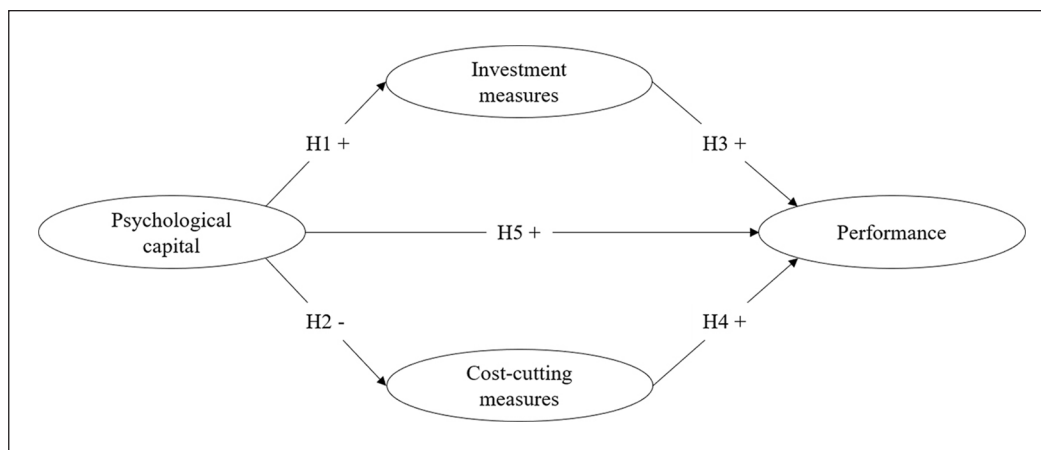 Investment
measures
H1 +
H3 +
Psychological
capital
H5 +
Performance
H2 -
H4 +
Cost-cutting
measures